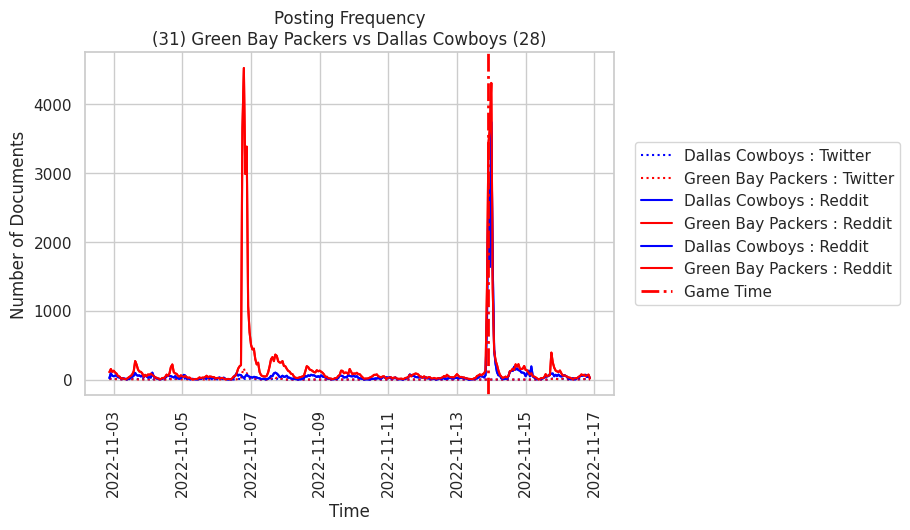 Posting Frequency
(31) Green Bay Packers vs Dallas Cowboys (28)
Number of Documents
4000
3000
2000
1000
0
2022-11-03
2022-11-05
2022-11-07
2022-11-09
2022-11-11
2022-11-13
2022-11-15
2022-11-17
Time
Dallas Cowboys : Twitter
Green Bay Packers : Twitter
Dallas Cowboys : Reddit
Green Bay Packers : Reddit
Dallas Cowboys : Reddit
Green Bay Packers : Reddit
Game Time